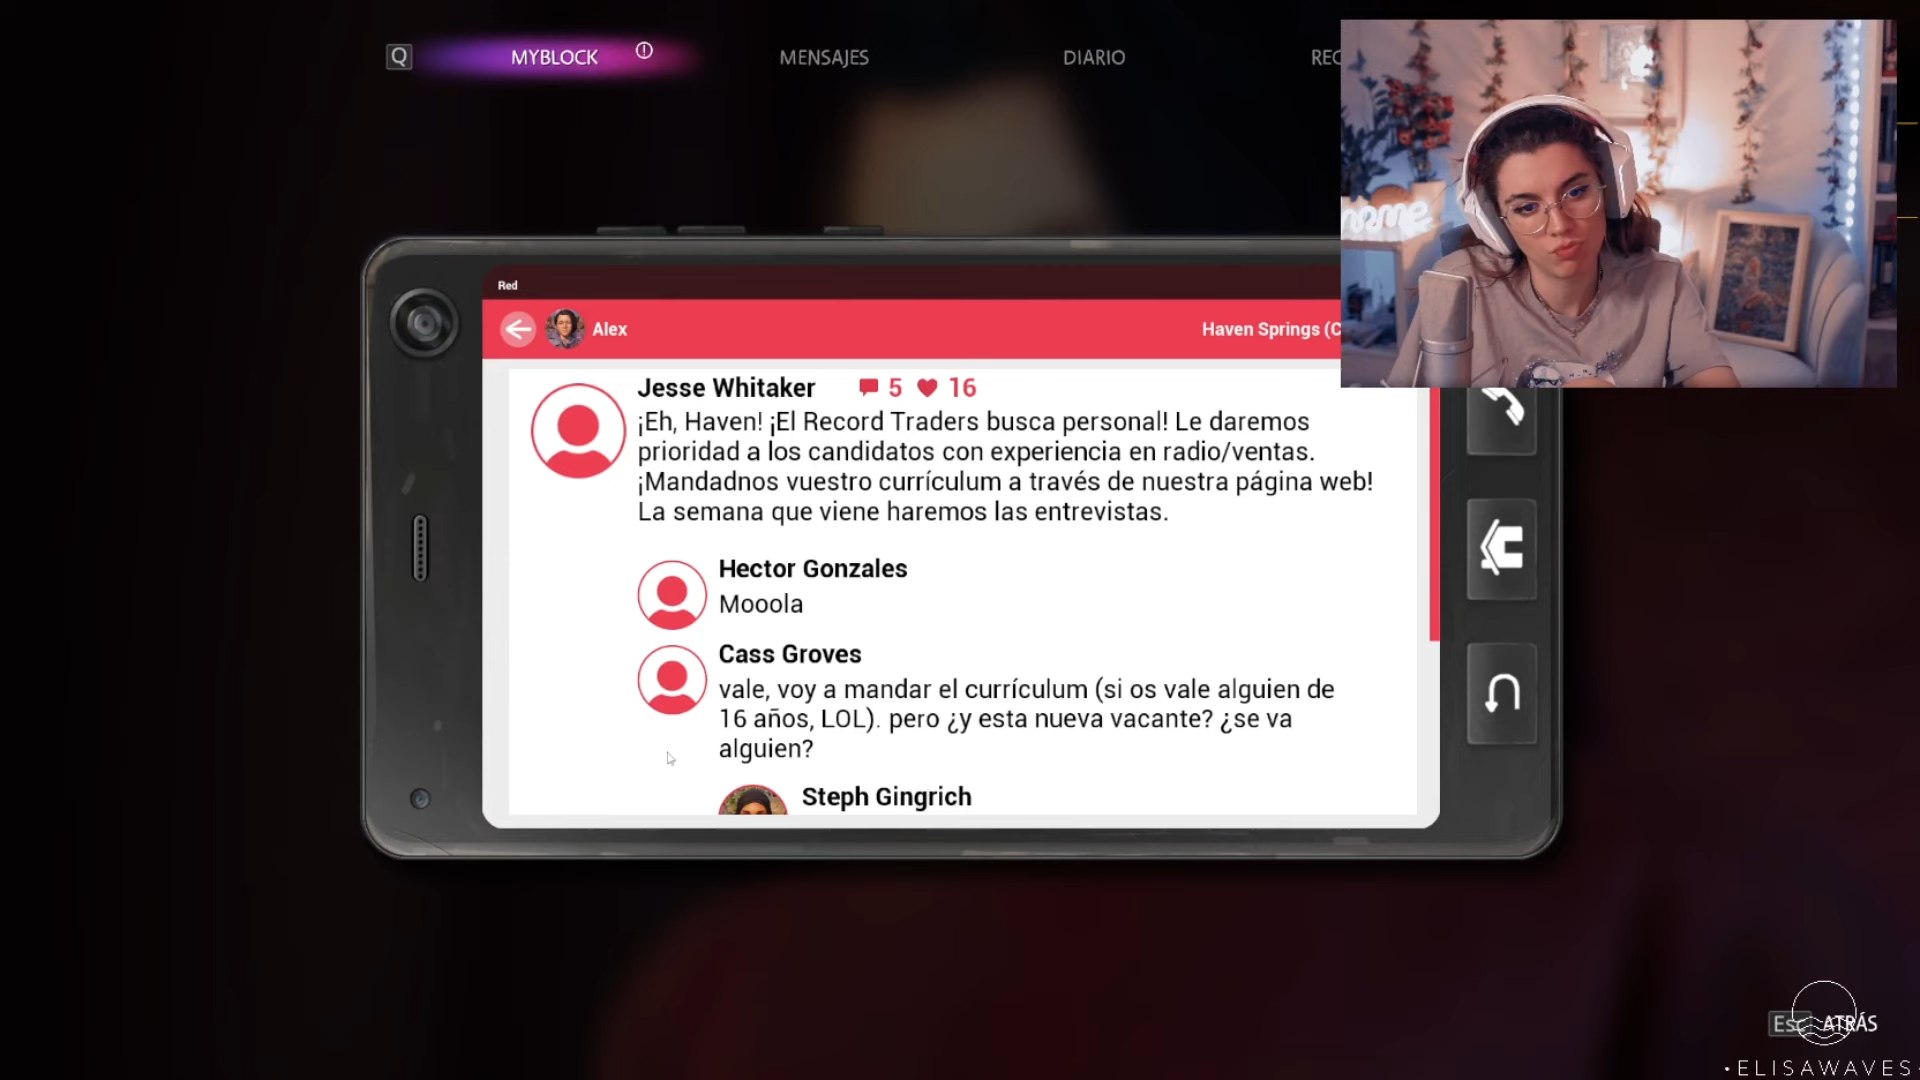 Q MYBLOCK MENSAJES DIARIO REC
home
Red
Alex Haven Springs (C
Jesse Whitaker 5 16
¡Eh, Haven! ¡El Record Traders busca personal! Le daremos
prioridad a los candidatos con experiencia en radio/ventas.
¡Mandadnos vuestro currículum a través de nuestra página web!
La semana que viene haremos las entrevistas.
Hector Gonzales
Mooola
Cass Groves
vale, voy a mandar el currículum (si os vale alguien de
16 años, LOL). pero ¿y esta nueva vacante? ¿se va
alguien?
Steph Gingrich
Esc ATRÁS
•ELISAWAVES•